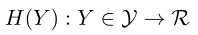 H(Y) : Y ∈ 𝒴 → ℛ